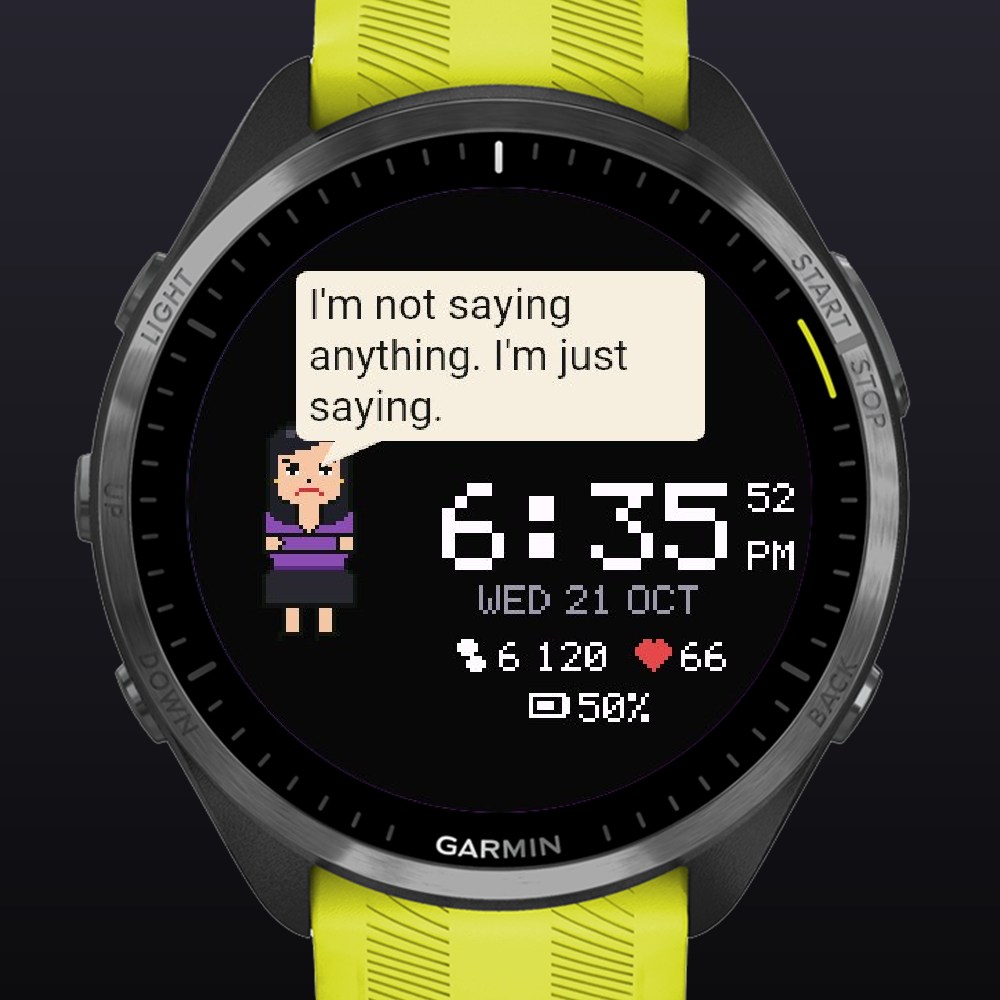 LIGHT
START
STOP
I'm not saying
anything. I'm just
saying.
UP
6:35 52
PM
WED 21 OCT
6 120 66
50%
DOWN
BACK
GARMIN